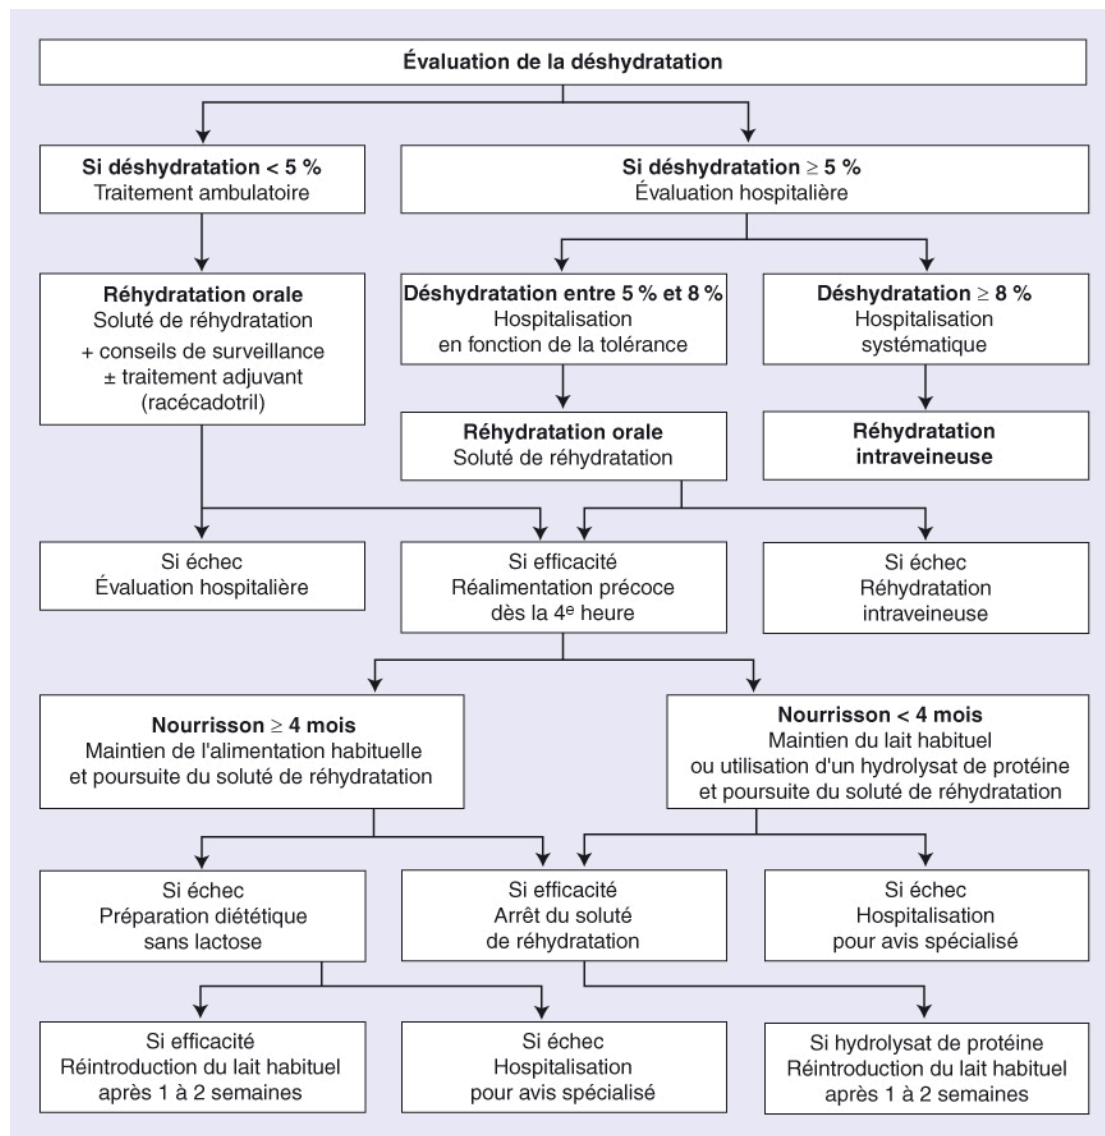 Évaluation de la déshydratation
Si déshydratation < 5 %
Traitement ambulatoire
Si déshydratation ≥ 5 %
Évaluation hospitalière
Réhydratation orale
Soluté de réhydratation
+ conseils de surveillance
± traitement adjuvant
(racécadotril)
Déshydratation entre 5 % et 8 %
Hospitalisation
en fonction de la tolérance
Déshydratation ≥ 8 %
Hospitalisation
systématique
Réhydratation orale
Soluté de réhydratation
Réhydratation
intraveineuse
Si échec
Évaluation hospitalière
Si efficacité
Réalimentation précoce
dès la 4e heure
Si échec
Réhydratation
intraveineuse
Nourrisson ≥ 4 mois
Maintien de l'alimentation habituelle
et poursuite du soluté de réhydratation
Nourrisson < 4 mois
Maintien du lait habituel
ou utilisation d'un hydrolysat de protéine
et poursuite du soluté de réhydratation
Si échec
Préparation diététique
sans lactose
Si efficacité
Arrêt du soluté
de réhydratation
Si échec
Hospitalisation
pour avis spécialisé
Si efficacité
Réintroduction du lait habituel
après 1 à 2 semaines
Si échec
Hospitalisation
pour avis spécialisé
Si hydrolysat de protéine
Réintroduction du lait habituel
après 1 à 2 semaines